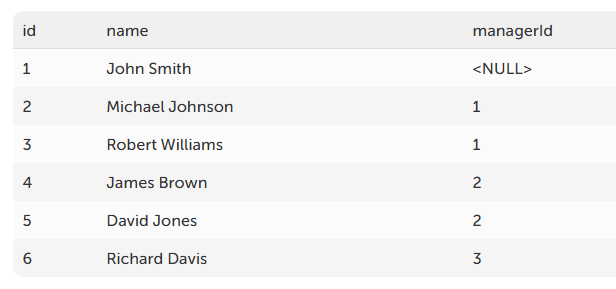 id name managerId
1 John Smith <NULL>
2 Michael Johnson 1
3 Robert Williams 1
4 James Brown 2
5 David Jones 2
6 Richard Davis 3